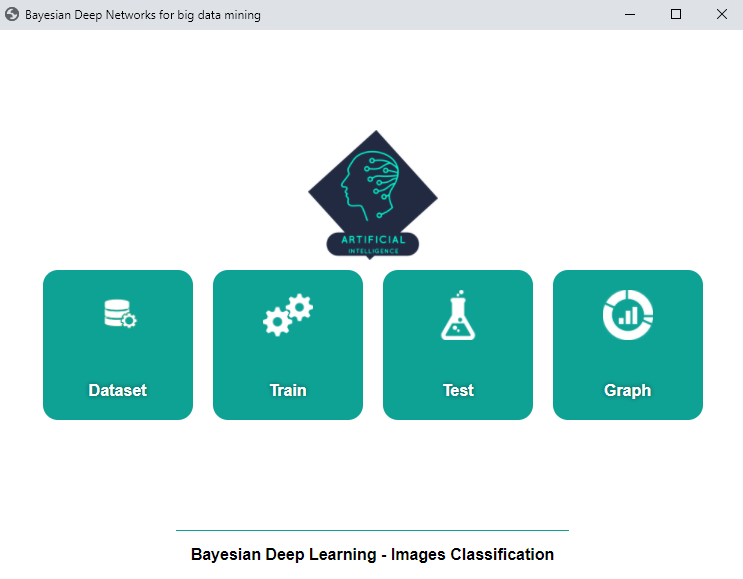 Bayesian Deep Networks for big data mining
ARTIFICIAL
INTELLIGENCE
Dataset
Train
Test
Graph
Bayesian Deep Learning - Images Classification